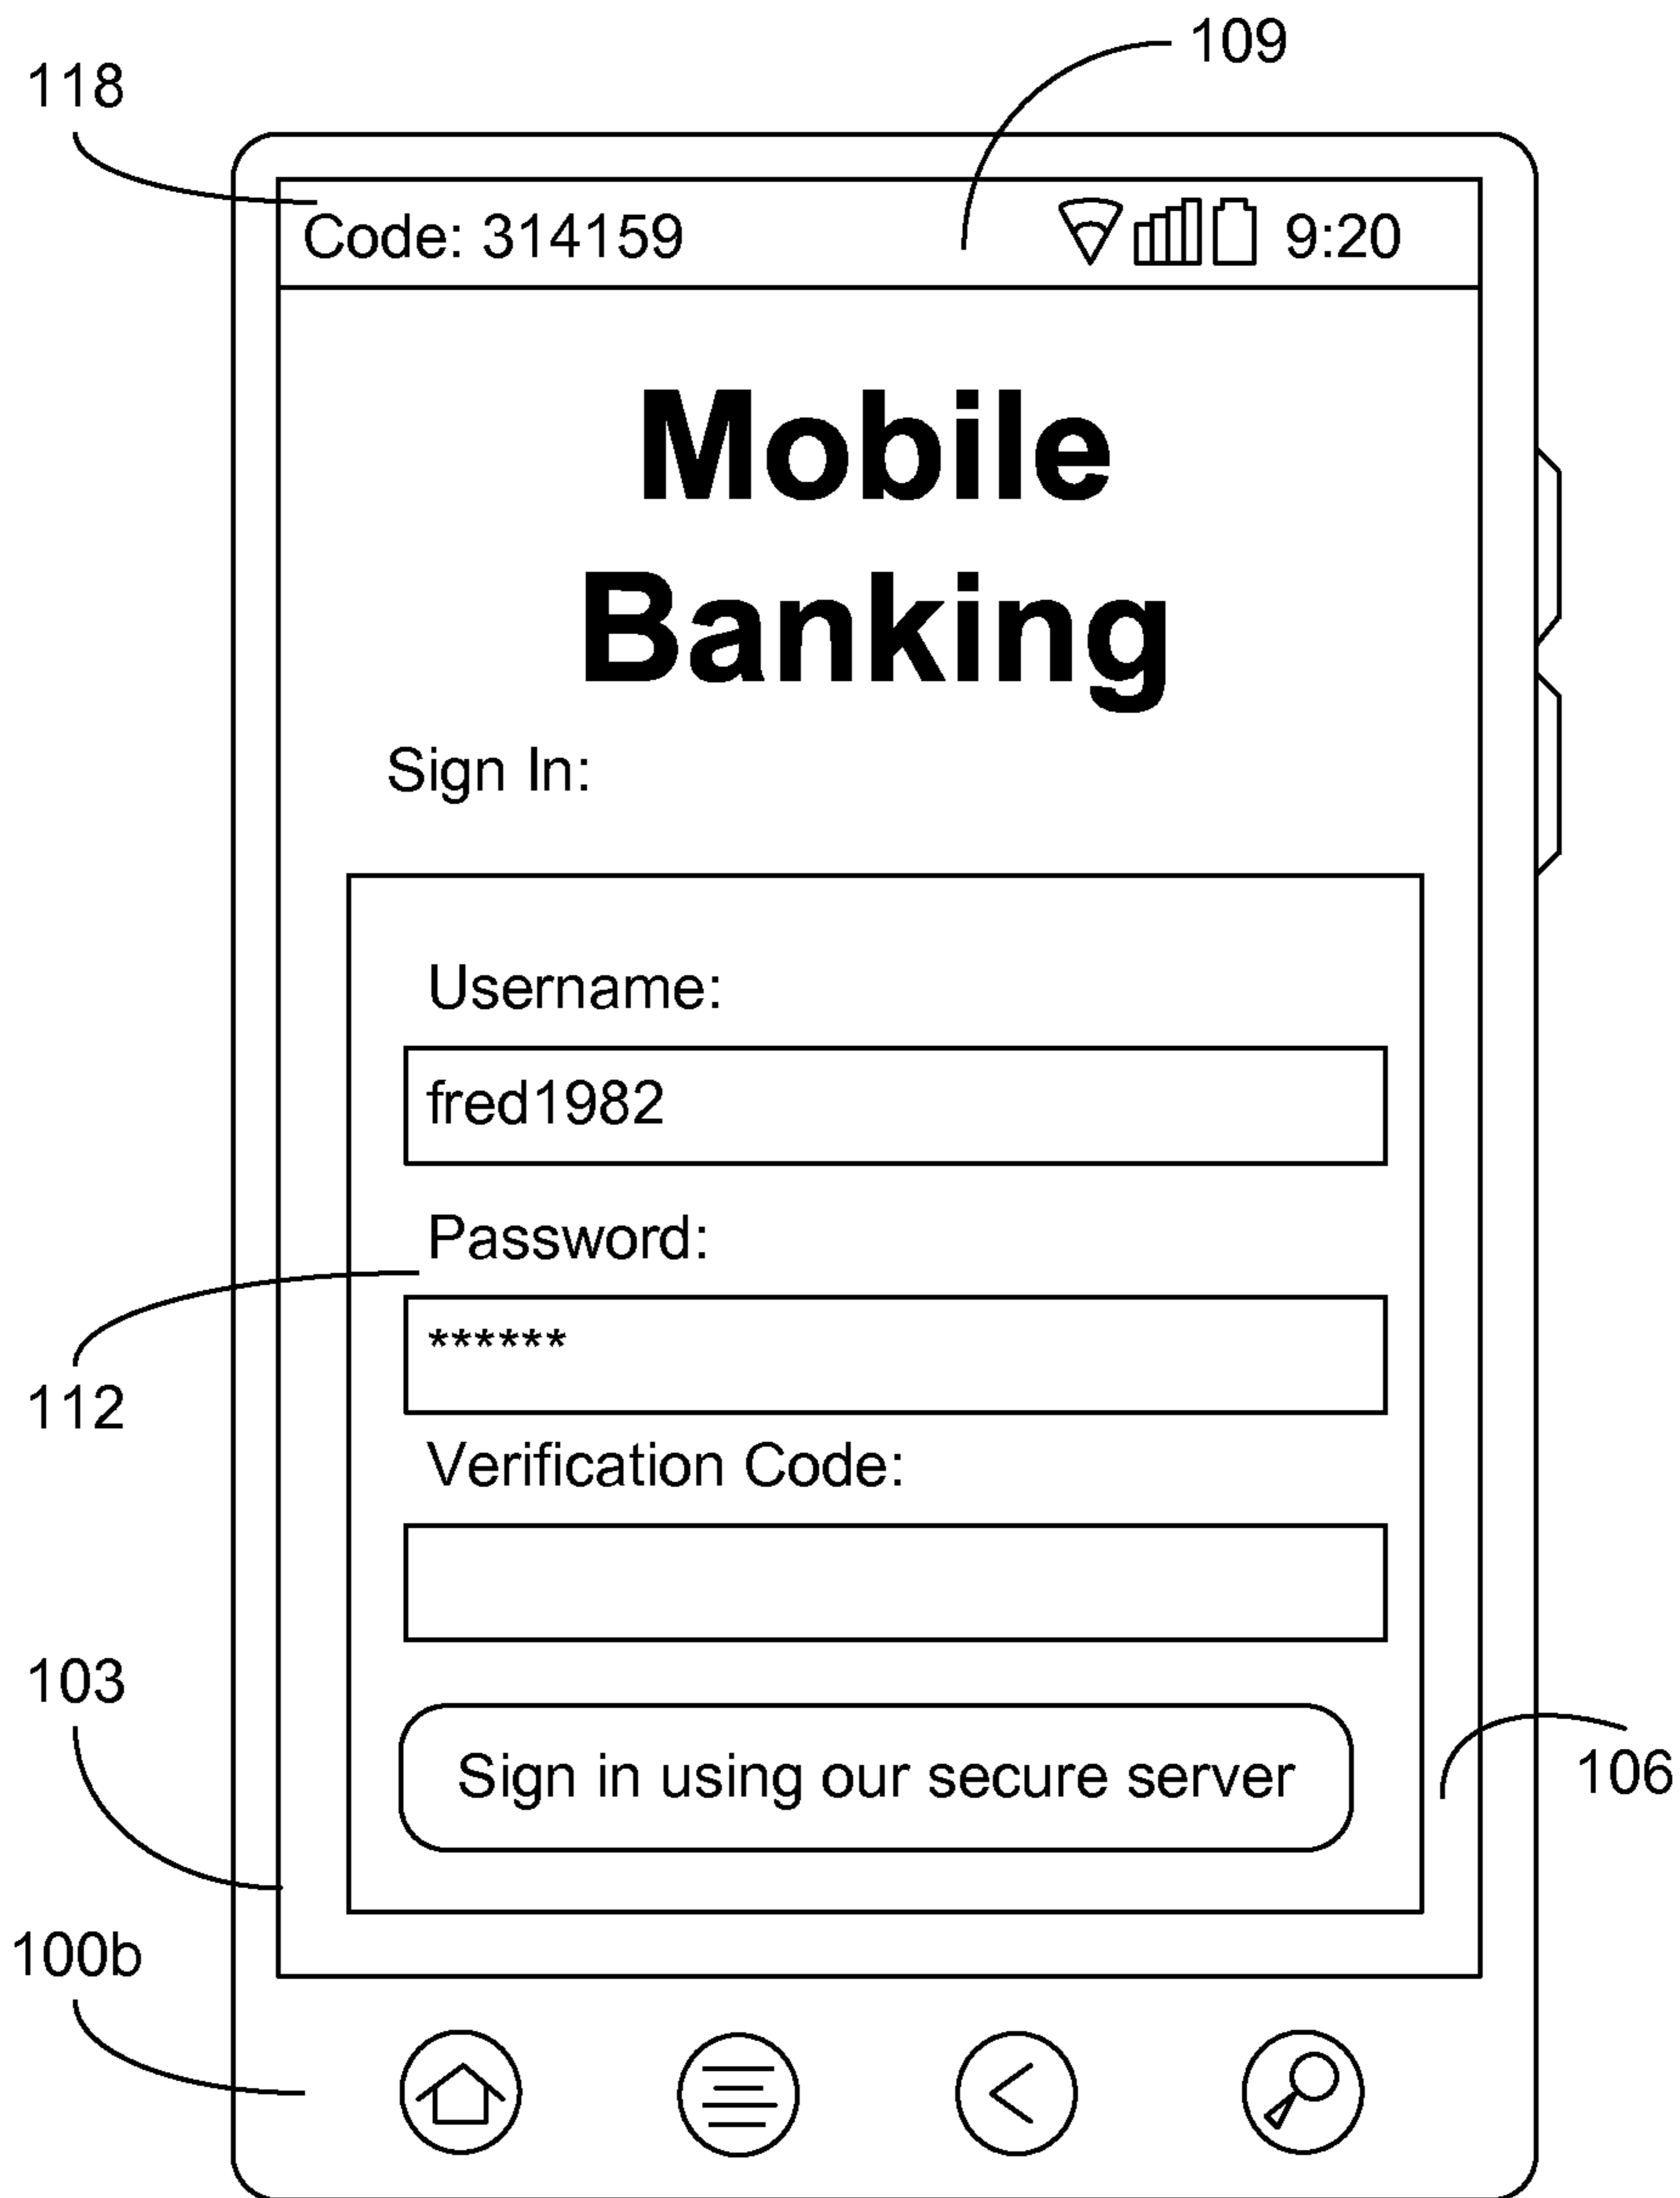 109
118
Code: 314159 9:20
Mobile
Banking
Sign In:
Username:
fred1982
Password:
******
112
Verification Code:
103
Sign in using our secure server
106
100b